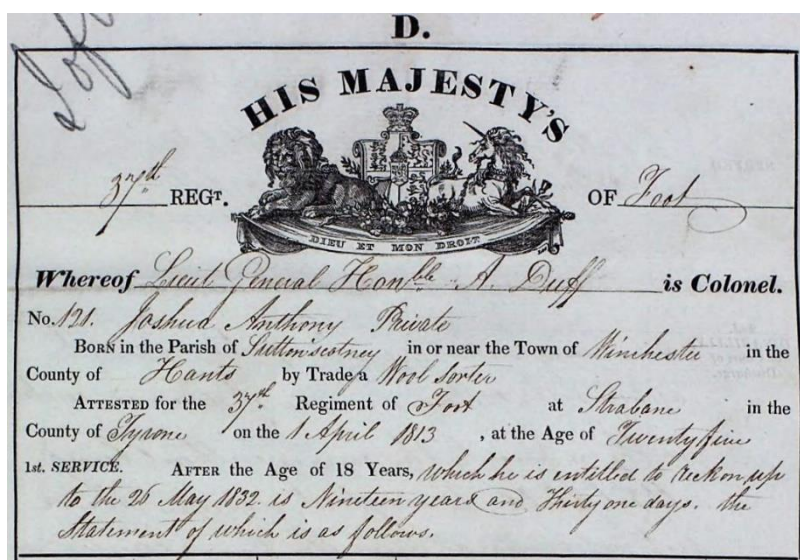 D.
HIS MAJESTY'S
37th REGT. OF Foot
DIEU ET MON DROIT
Whereof Lieut General Honble A. Duff is Colonel.
No. 121. Joshua Anthony Private
BORN in the Parish of Suttonscotney in or near the Town of Winchester in the
County of Hants by Trade a Wool sorter
ATTESTED for the 37th Regiment of Foot at Strabane in the
County of Tyrone on the 1 April 1813, at the Age of Twenty five
1st. SERVICE. AFTER the Age of 18 Years, which he is entitled to reckon up
to the 26 May 1832 is Nineteen years and Thirty one days. the
Statement of which is as follows.